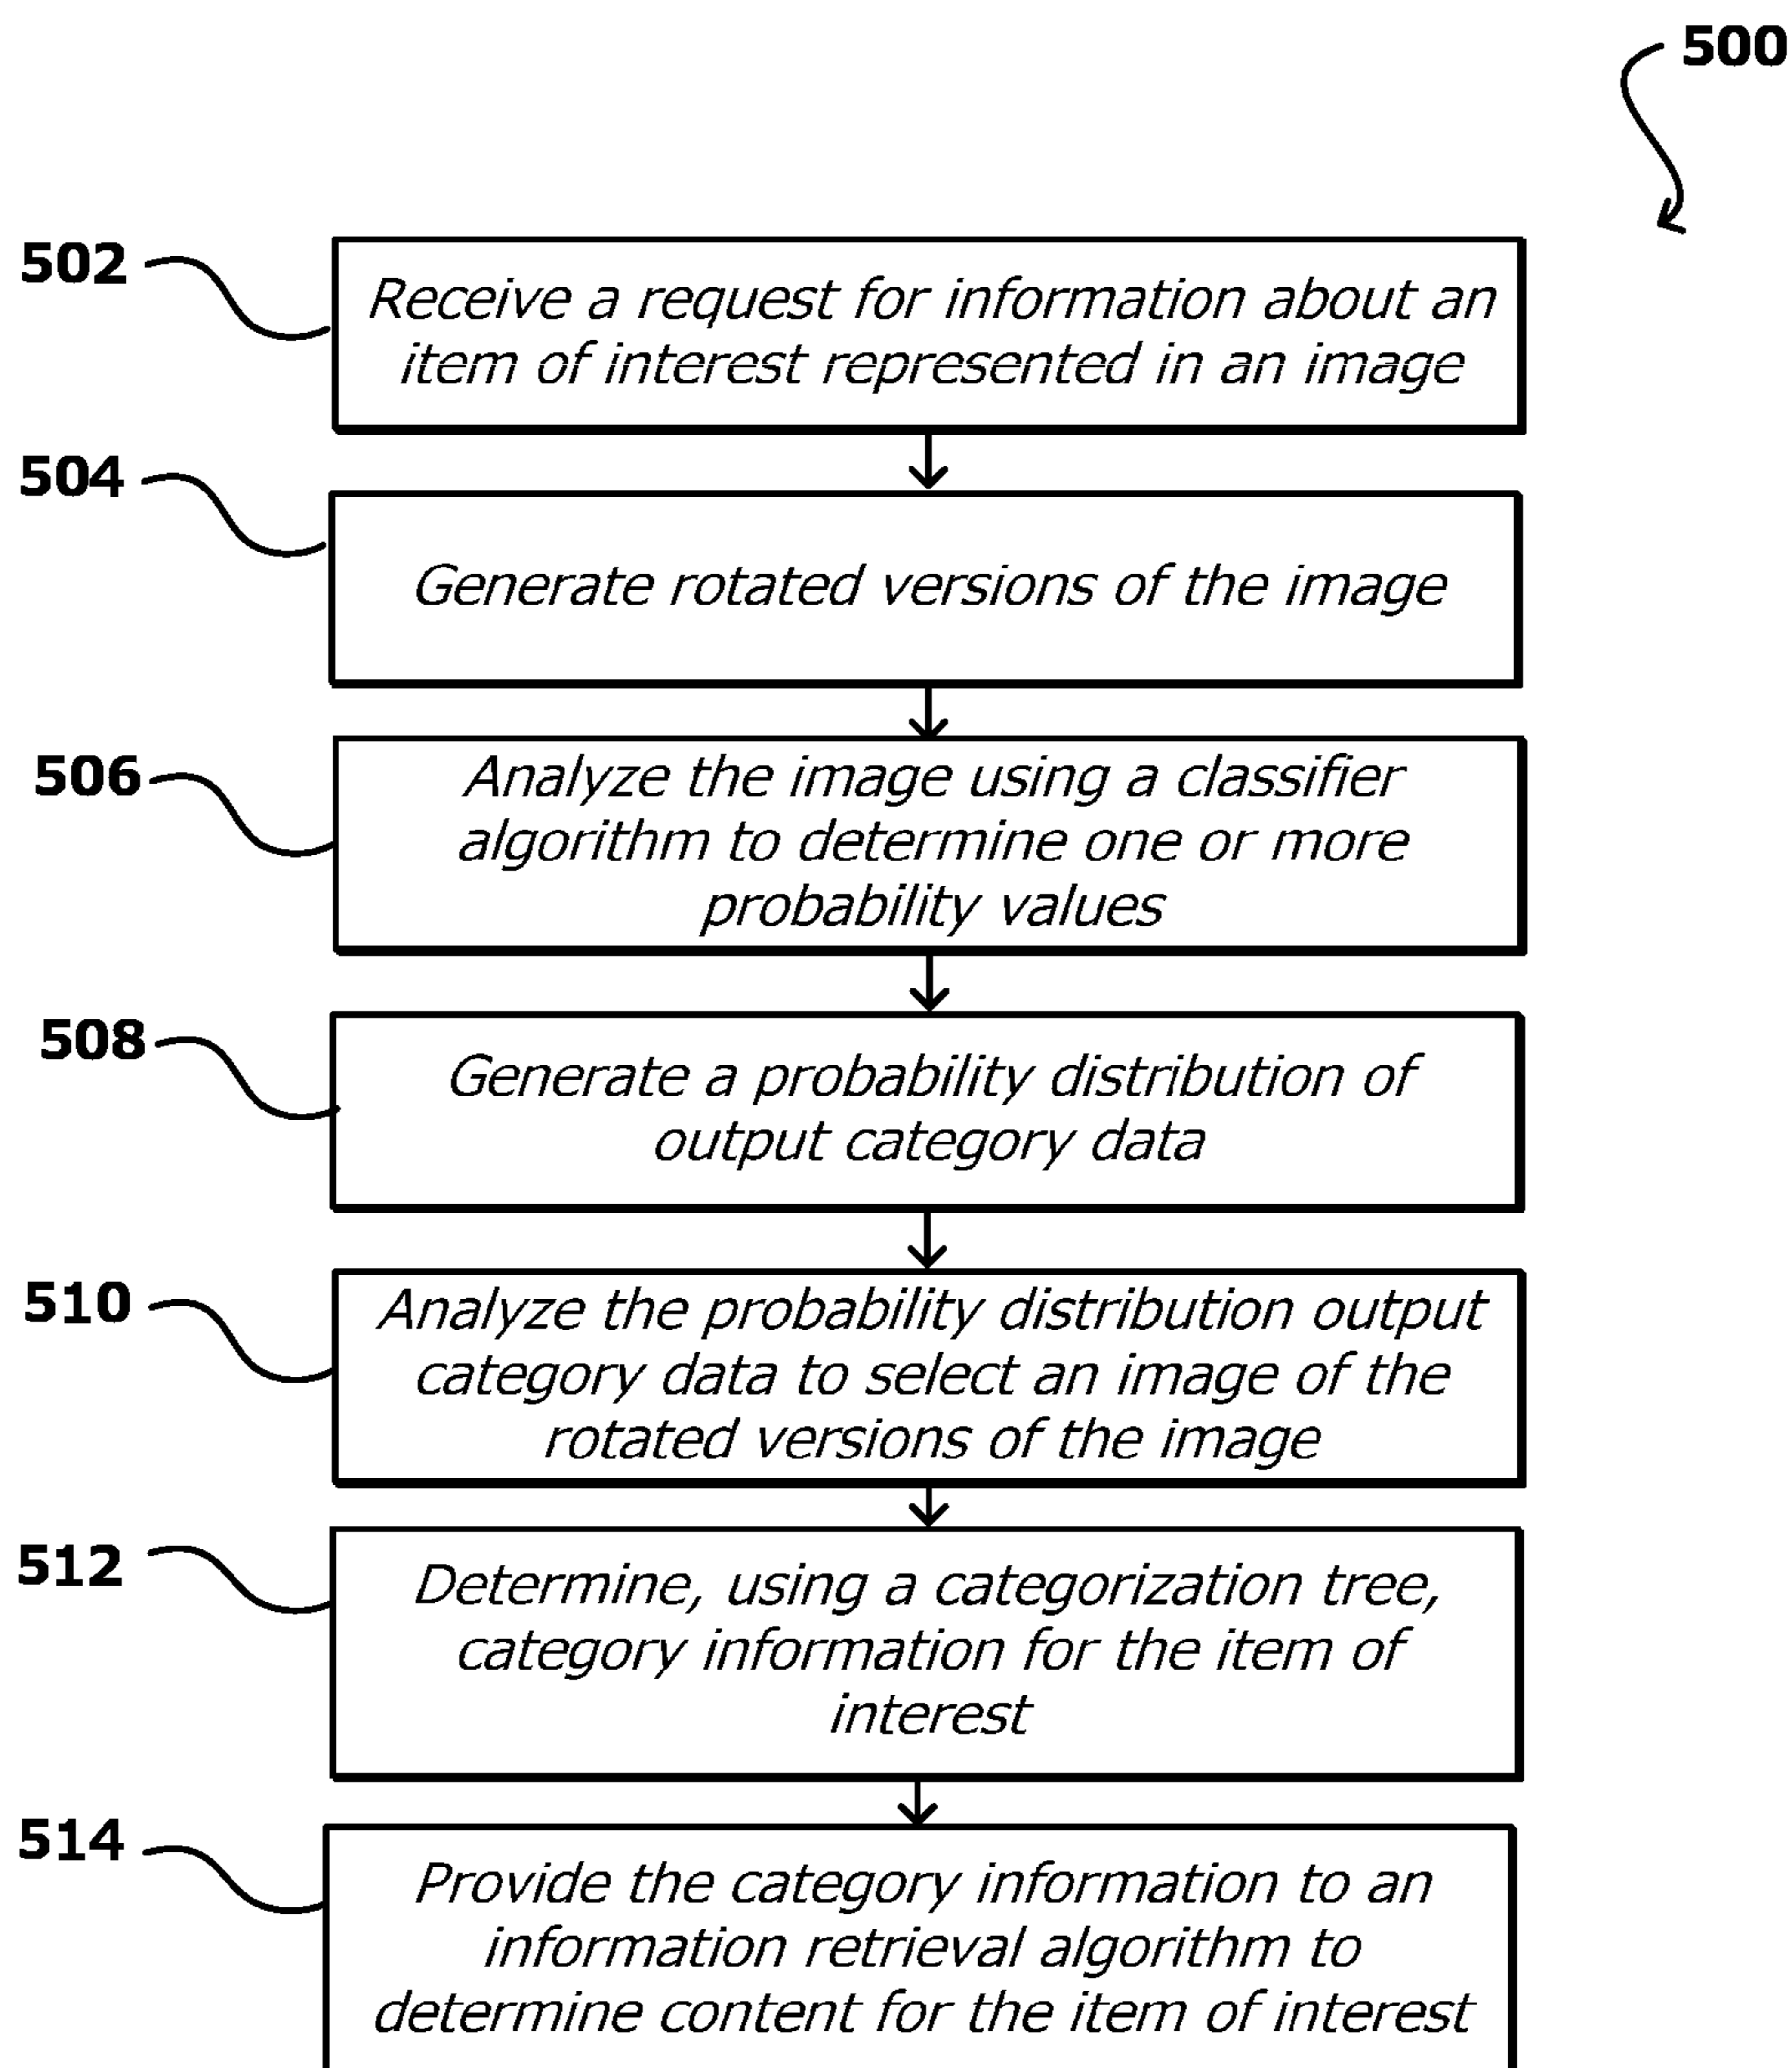 500
502
Receive a request for information about an
item of interest represented in an image
504
Generate rotated versions of the image
506
Analyze the image using a classifier
algorithm to determine one or more
probability values
508
Generate a probability distribution of
output category data
510
Analyze the probability distribution output
category data to select an image of the
rotated versions of the image
512
Determine, using a categorization tree,
category information for the item of
interest
514
Provide the category information to an
information retrieval algorithm to
determine content for the item of interest